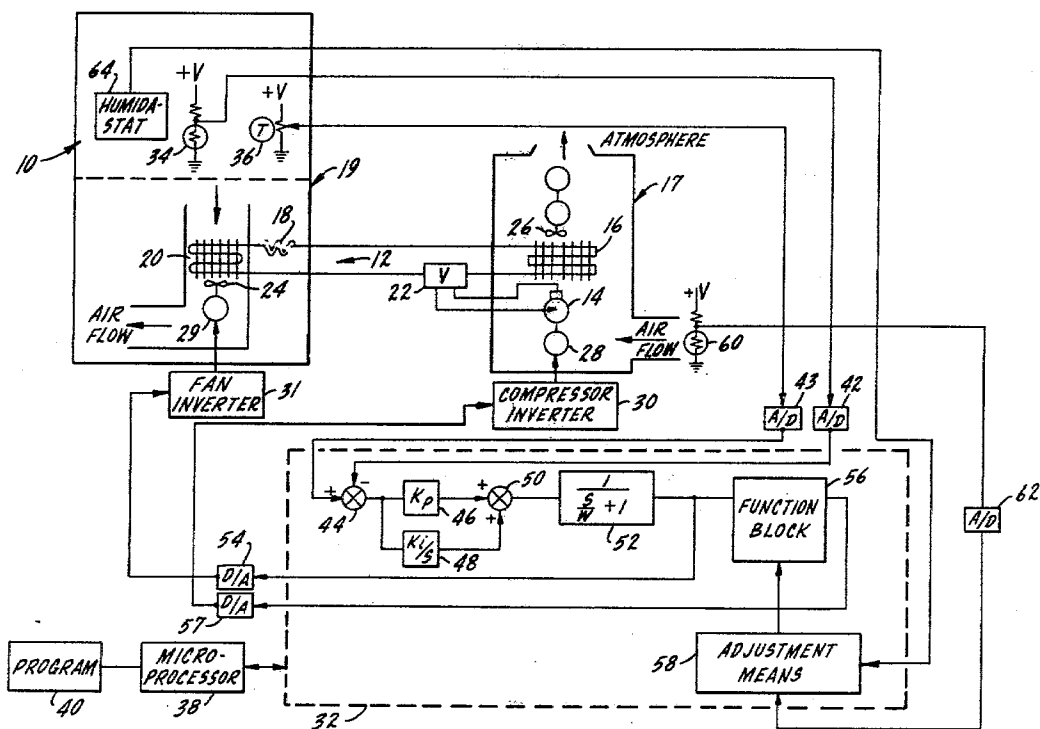 64
HUMIDA-
STAT
+V
34
+V
T
36
10
19
ATMOSPHERE
17
26
16
18
20
12
24
V
22
14
28
29
AIR
FLOW
AIR
FLOW
+V
60
FAN
INVERTER
31
COMPRESSOR
INVERTER
30
43
A/D
42
A/D
+
-
44
KP
46
Ki/S
48
+
+
50
1
S/W + 1
52
56
FUNCTION
BLOCK
62
A/D
54
D/A
D/A
57
PROGRAM
40
MICRO-
PROCESSOR
38
58
ADJUSTMENT
MEANS
32